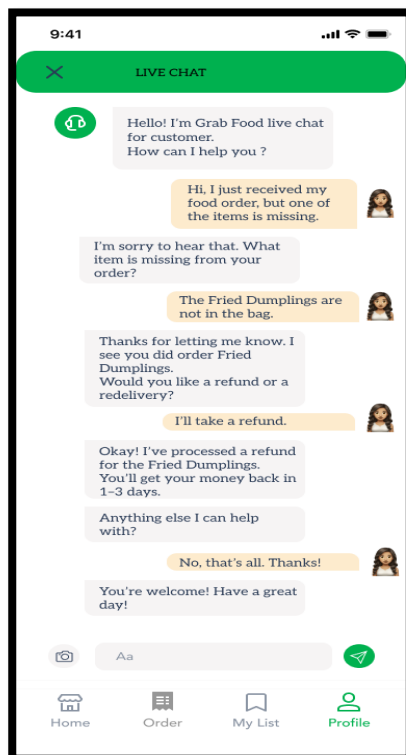 9:41
LIVE CHAT
Hello! I'm Grab Food live chat
for customer.
How can I help you ?
Hi, I just received my
food order, but one of
the items is missing.
I'm sorry to hear that. What
item is missing from your
order?
The Fried Dumplings are
not in the bag.
Thanks for letting me know. I
see you did order Fried
Dumplings.
Would you like a refund or a
redelivery?
I'll take a refund.
Okay! I've processed a refund
for the Fried Dumplings.
You'll get your money back in
1–3 days.
Anything else I can help
with?
No, that's all. Thanks!
You're welcome! Have a great
day!
Aa
Home
Order
My List
Profile